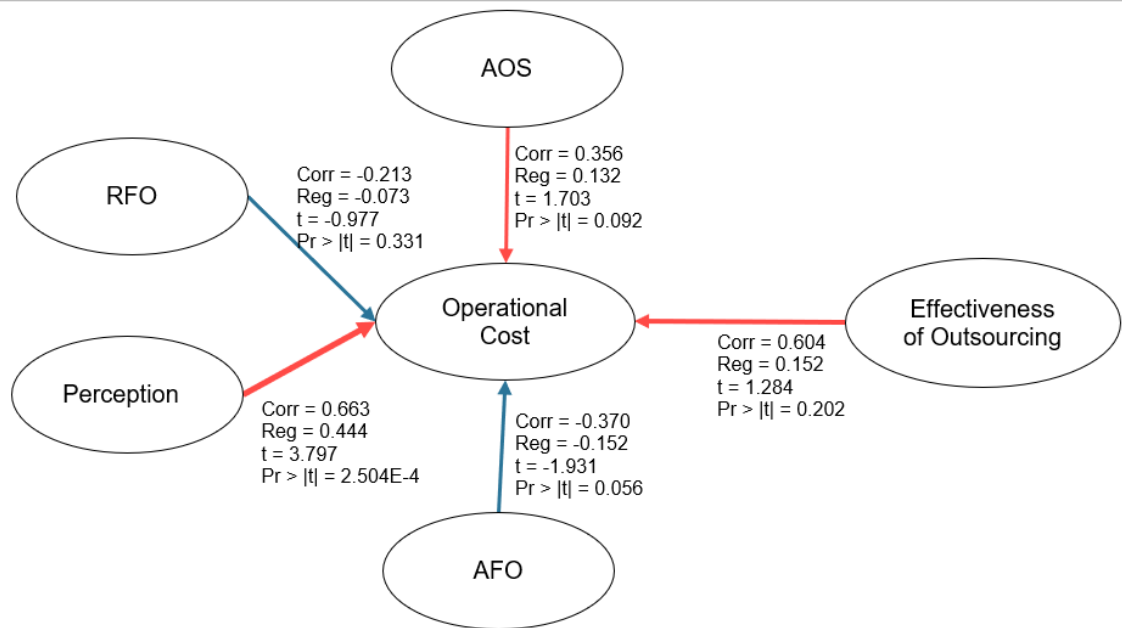 AOS
Corr = 0.356
Reg = 0.132
t = 1.703
Pr > |t| = 0.092
RFO
Corr = -0.213
Reg = -0.073
t = -0.977
Pr > |t| = 0.331
Operational
Cost
Effectiveness
of Outsourcing
Corr = 0.604
Reg = 0.152
t = 1.284
Pr > |t| = 0.202
Perception
Corr = 0.663
Reg = 0.444
t = 3.797
Pr > |t| = 2.504E-4
Corr = -0.370
Reg = -0.152
t = -1.931
Pr > |t| = 0.056
AFO